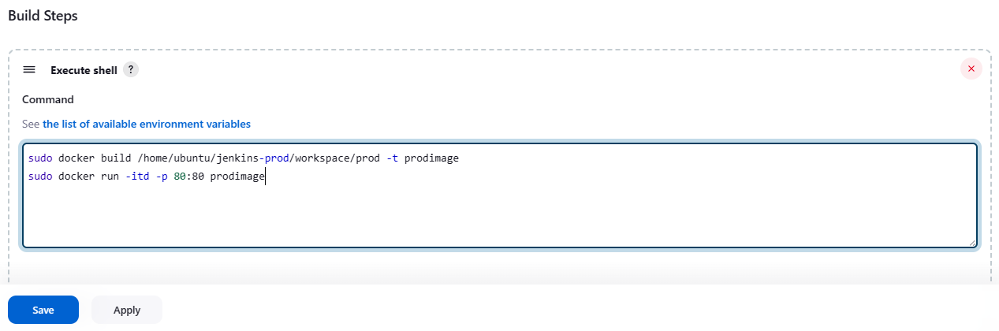 Build Steps
Execute shell ?
Command
See the list of available environment variables
sudo docker build /home/ubuntu/jenkins-prod/workspace/prod -t prodimage
sudo docker run -itd -p 80:80 prodimage
Save Apply